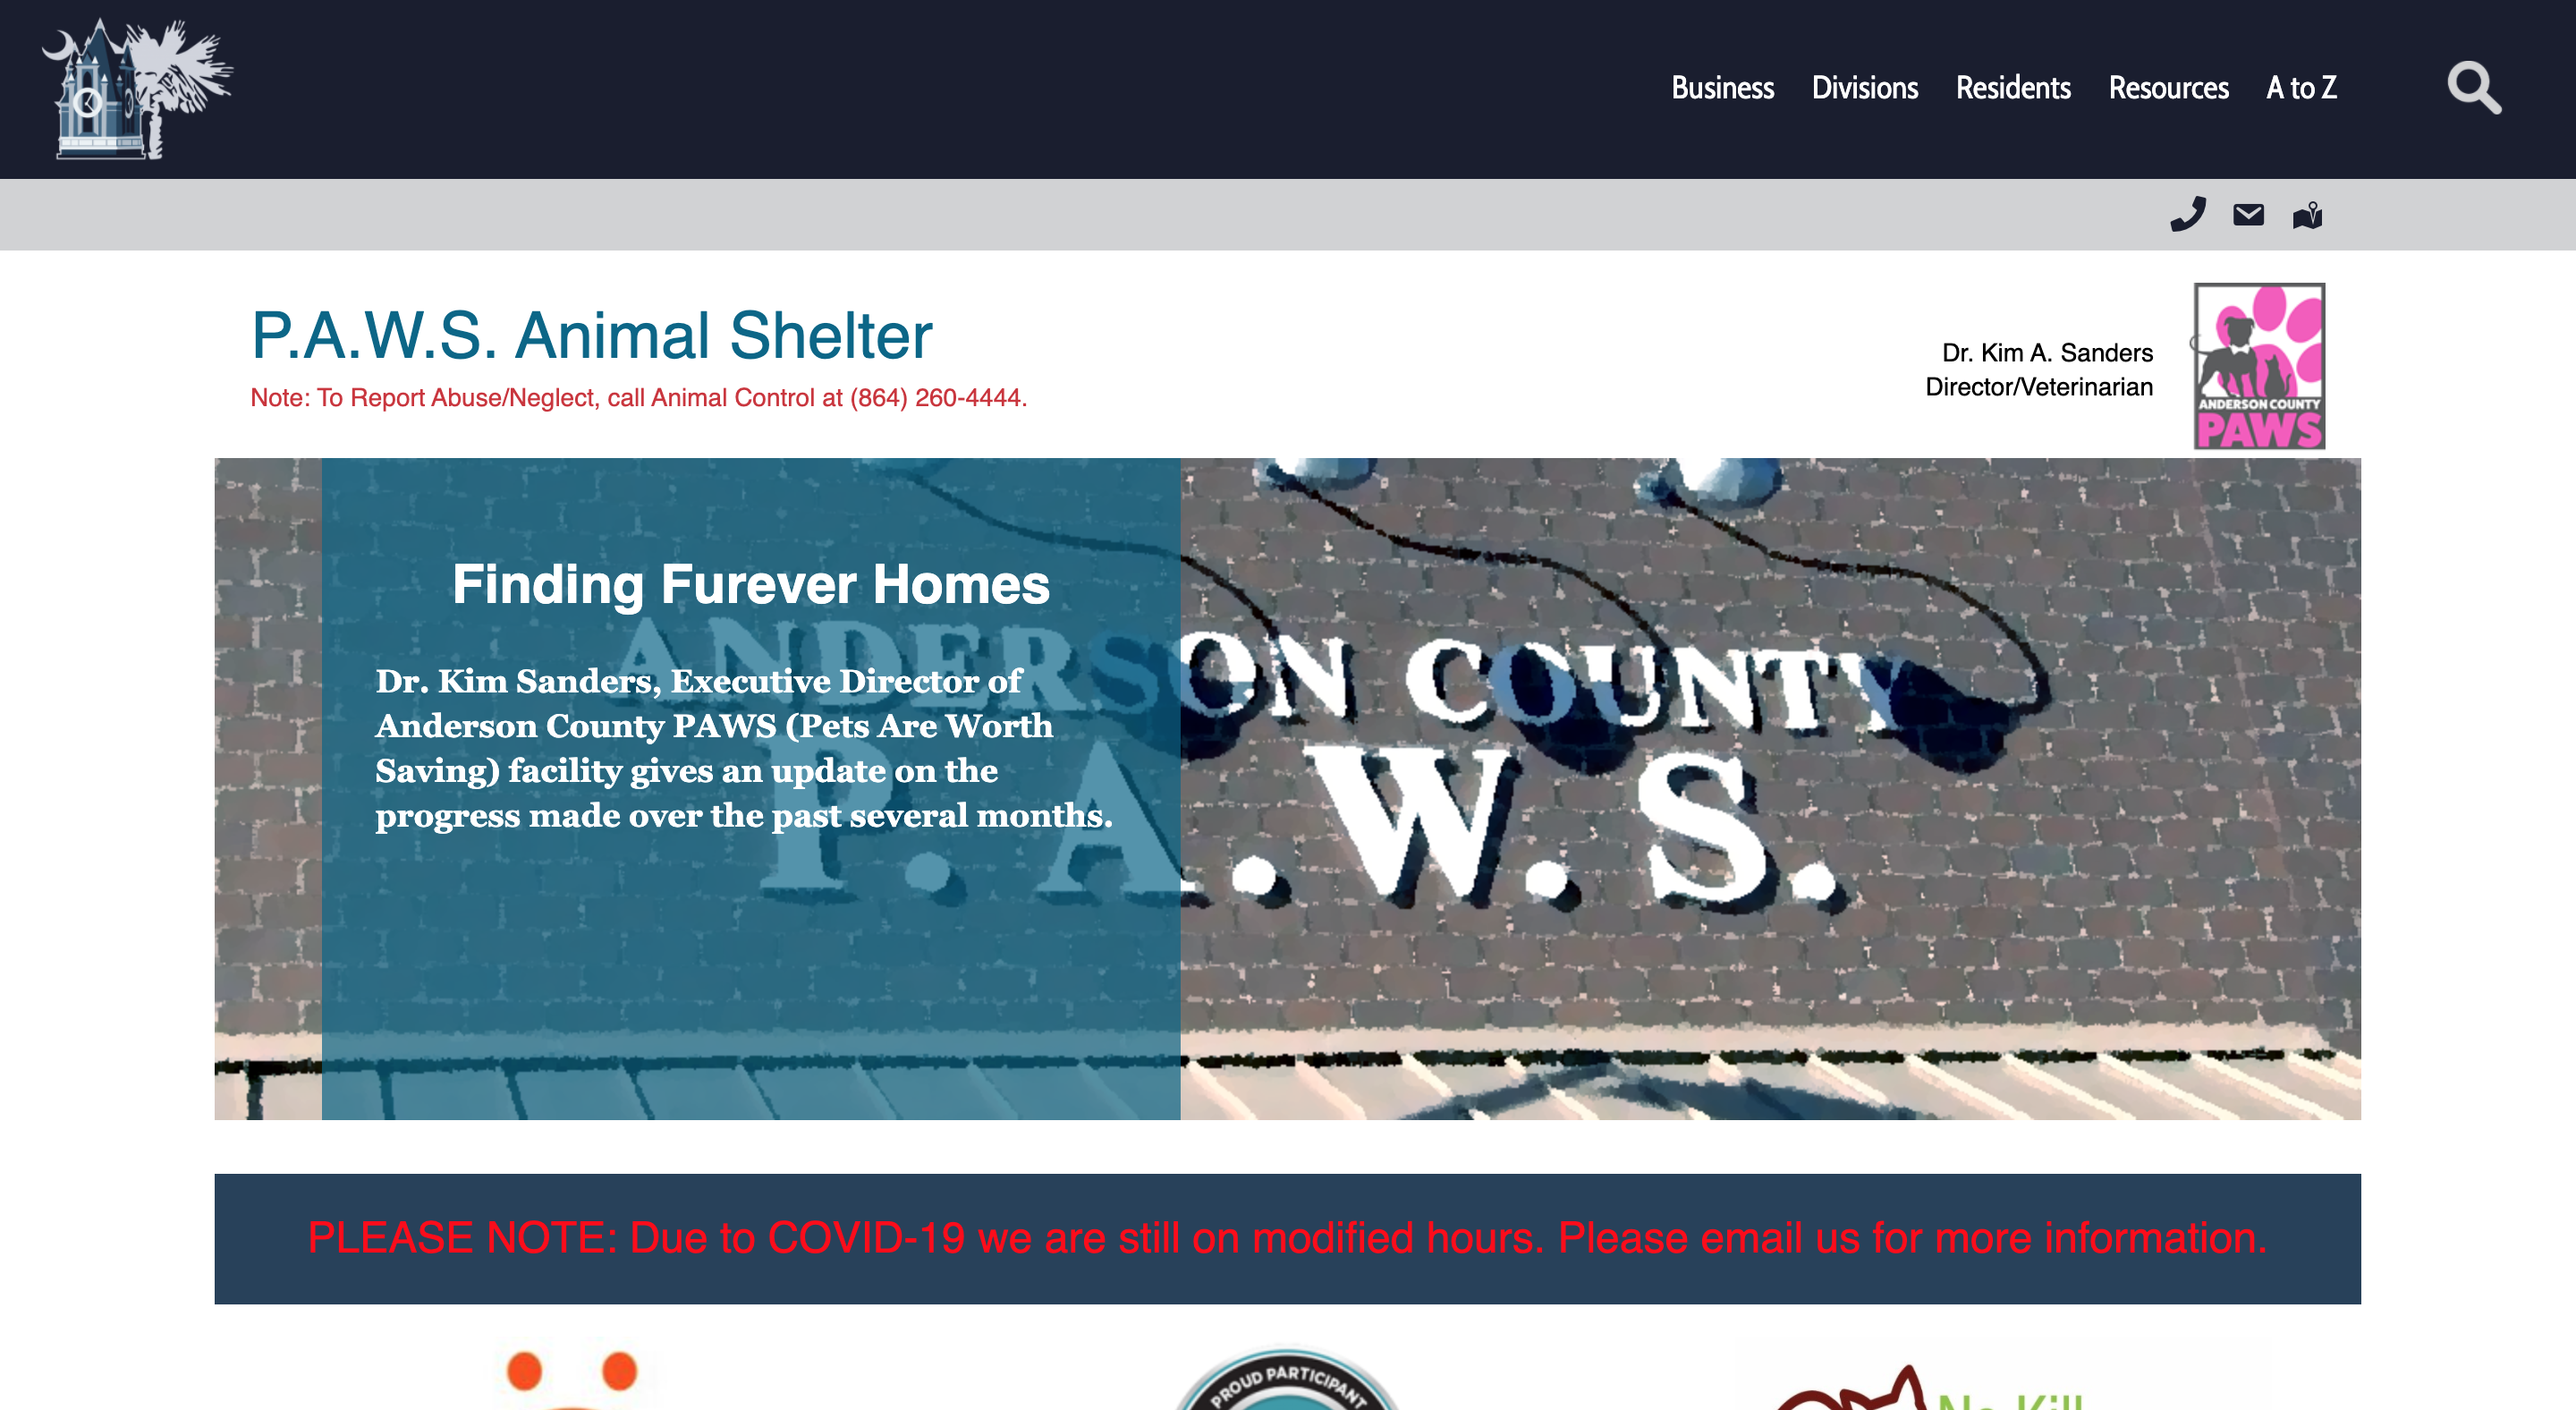 Business Divisions Residents Resources A to Z
P.A.W.S. Animal Shelter
Note: To Report Abuse/Neglect, call Animal Control at (864) 260-4444.
Dr. Kim A. Sanders
Director/Veterinarian
ANDERSON COUNTY
PAWS
Finding Furever Homes
Dr. Kim Sanders, Executive Director of
Anderson County PAWS (Pets Are Worth
Saving) facility gives an update on the
progress made over the past several months.
ANDERSON COUNTY
P. A. W. S.
PLEASE NOTE: Due to COVID-19 we are still on modified hours. Please email us for more information.
PROUD PARTICIPANT
No Kill